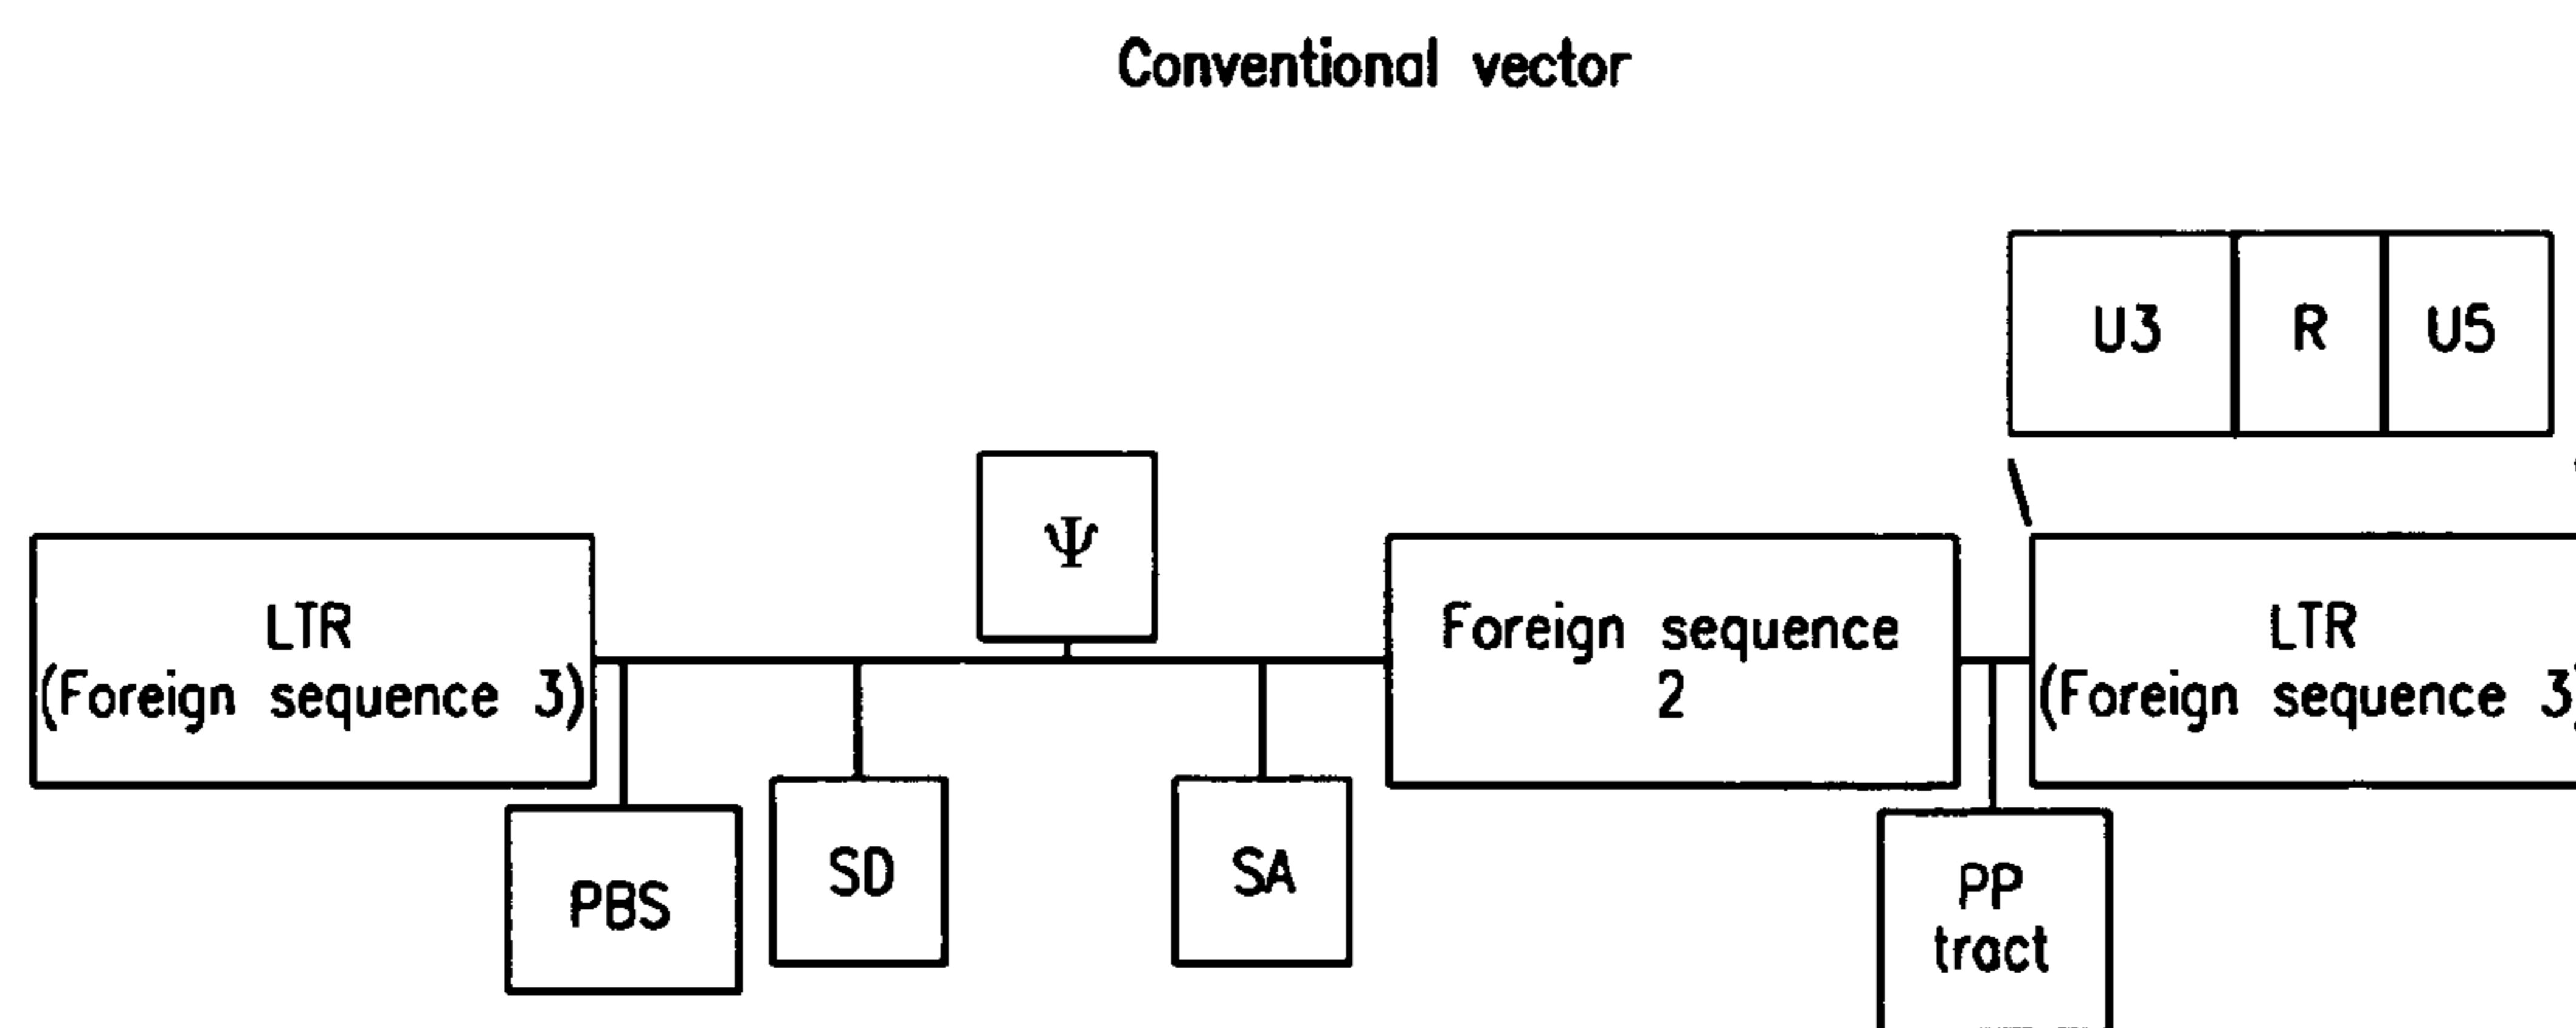 Conventional vector
U3 R U5
Ψ
LTR
(Foreign sequence 3)
Foreign sequence
2
LTR
(Foreign sequence 3)
PBS
SD
SA
PP
tract